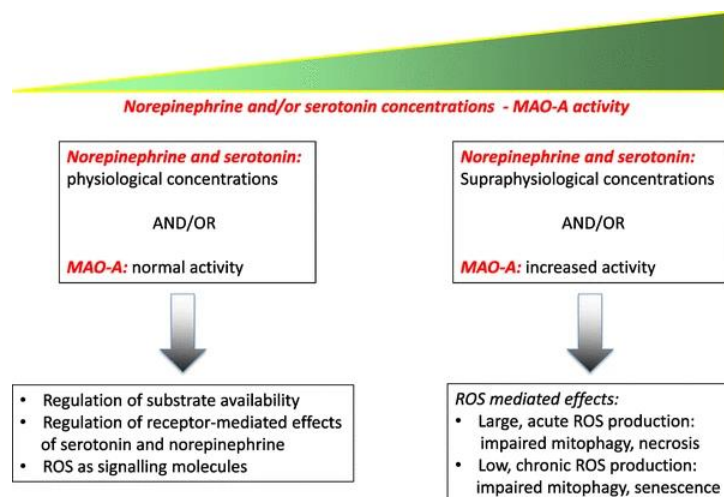 Norepinephrine and/or serotonin concentrations - MAO-A activity
Norepinephrine and serotonin:
physiological concentrations
AND/OR
MAO-A: normal activity
Norepinephrine and serotonin:
Supraphysiological concentrations
AND/OR
MAO-A: increased activity
• Regulation of substrate availability
• Regulation of receptor-mediated effects
of serotonin and norepinephrine
• ROS as signalling molecules
ROS mediated effects:
• Large, acute ROS production:
impaired mitophagy, necrosis
• Low, chronic ROS production:
impaired mitophagy, senescence